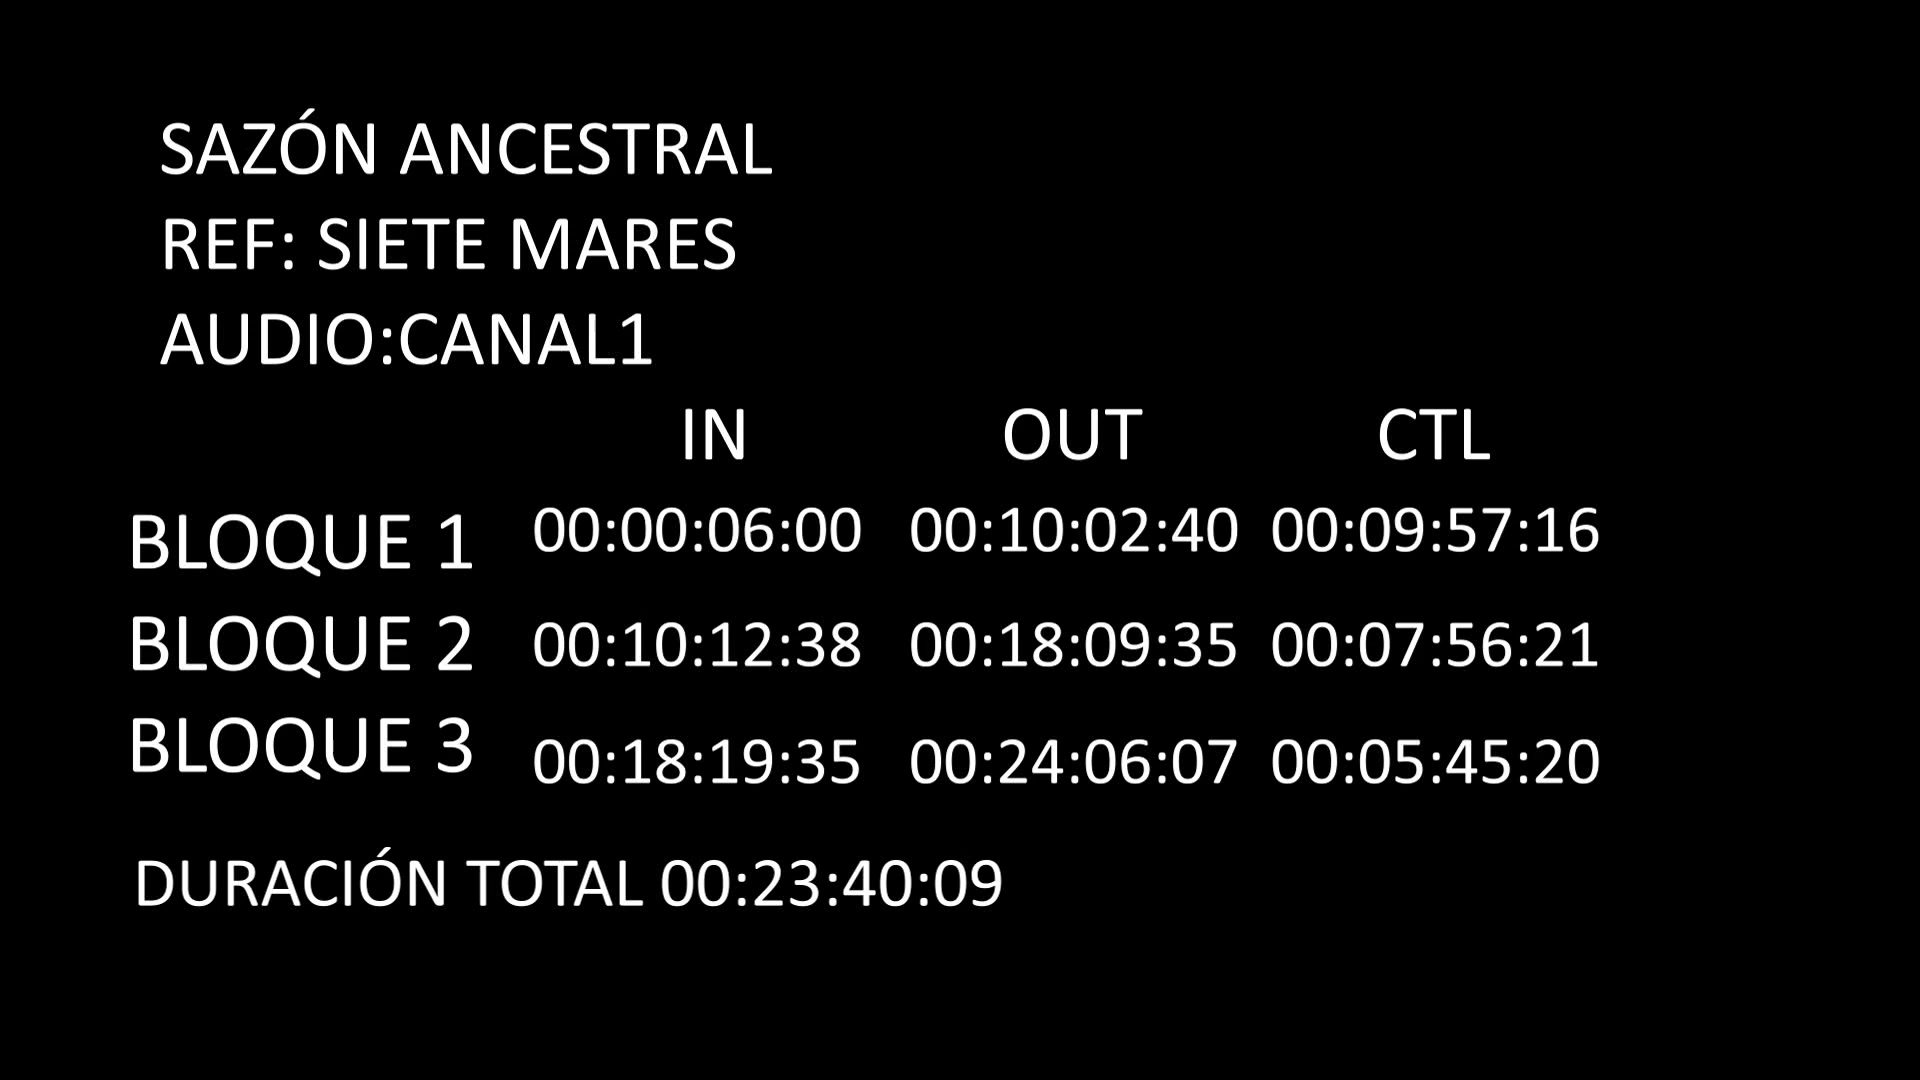 SAZÓN ANCESTRAL
REF: SIETE MARES
AUDIO:CANAL1
IN OUT CTL
BLOQUE 1 00:00:06:00 00:10:02:40 00:09:57:16
BLOQUE 2 00:10:12:38 00:18:09:35 00:07:56:21
BLOQUE 3 00:18:19:35 00:24:06:07 00:05:45:20
DURACIÓN TOTAL 00:23:40:09